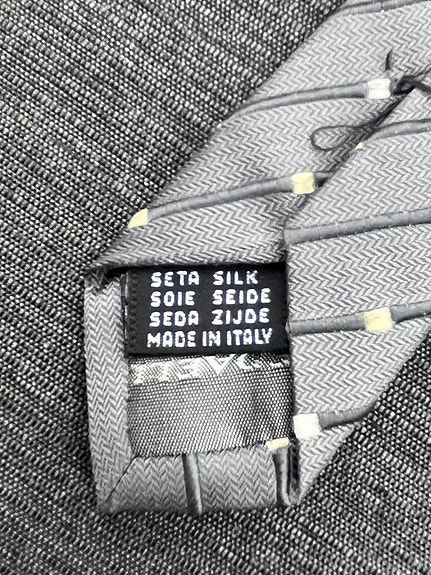 SETA SILK
SOIE SEIDE
SEDA ZIJDE
MADE IN ITALY